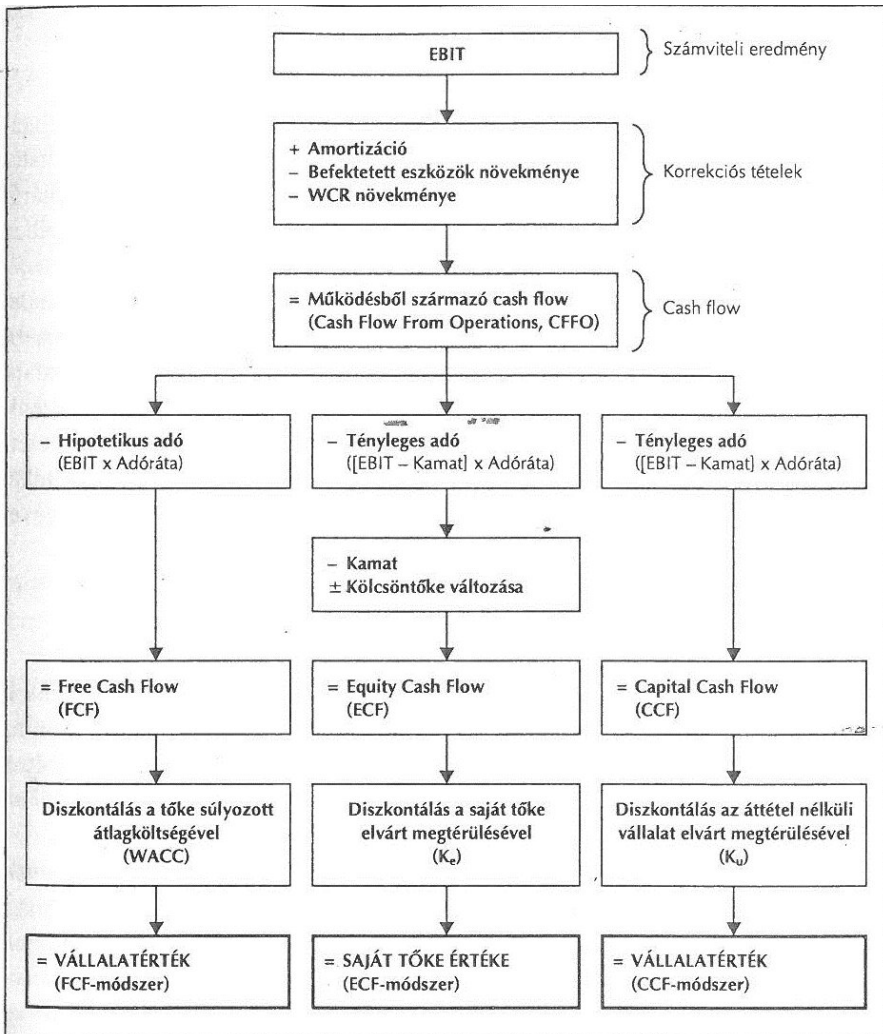 EBIT
Számviteli eredmény
+ Amortizáció
– Befektetett eszközök növekménye
– WCR növekménye
Korrekciós tételek
= Működésből származó cash flow
(Cash Flow From Operations, CFFO)
Cash flow
– Hipotetikus adó
(EBIT x Adóráta)
– Tényleges adó
([EBIT – Kamat] x Adóráta)
– Tényleges adó
([EBIT – Kamat] x Adóráta)
– Kamat
± Kölcsöntőke változása
= Free Cash Flow
(FCF)
= Equity Cash Flow
(ECF)
= Capital Cash Flow
(CCF)
Diszkontálás a tőke súlyozott
átlagköltségével
(WACC)
Diszkontálás a saját tőke
elvárt megtérülésével
(Ke)
Diszkontálás az áttétel nélküli
vállalat elvárt megtérülésével
(Ku)
= VÁLLALATÉRTÉK
(FCF-módszer)
= SAJÁT TŐKE ÉRTÉKE
(ECF-módszer)
= VÁLLALATÉRTÉK
(CCF-módszer)